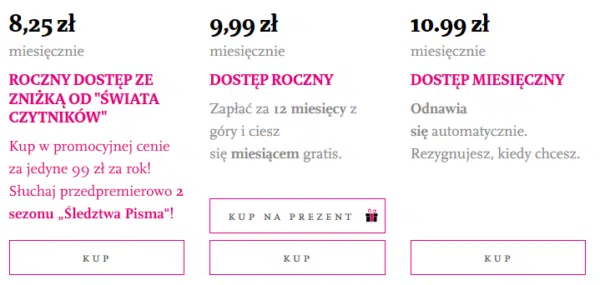 8,25 zł
miesięcznie
ROCZNY DOSTĘP ZE
ZNIŻKĄ OD "ŚWIATA
CZYTNIKÓW"
Kup w promocyjnej cenie
za jedyne 99 zł za rok!
Słuchaj przedpremierowo 2
sezonu „Śledztwa Pisma"!
KUP
9,99 zł
miesięcznie
DOSTĘP ROCZNY
Zapłać za 12 miesięcy z
góry i ciesz
się miesiącem gratis.
KUP NA PREZENT
KUP
10.99 zł
miesięcznie
DOSTĘP MIESIĘCZNY
Odnawia
się automatycznie.
Rezygnujesz, kiedy chcesz.
KUP